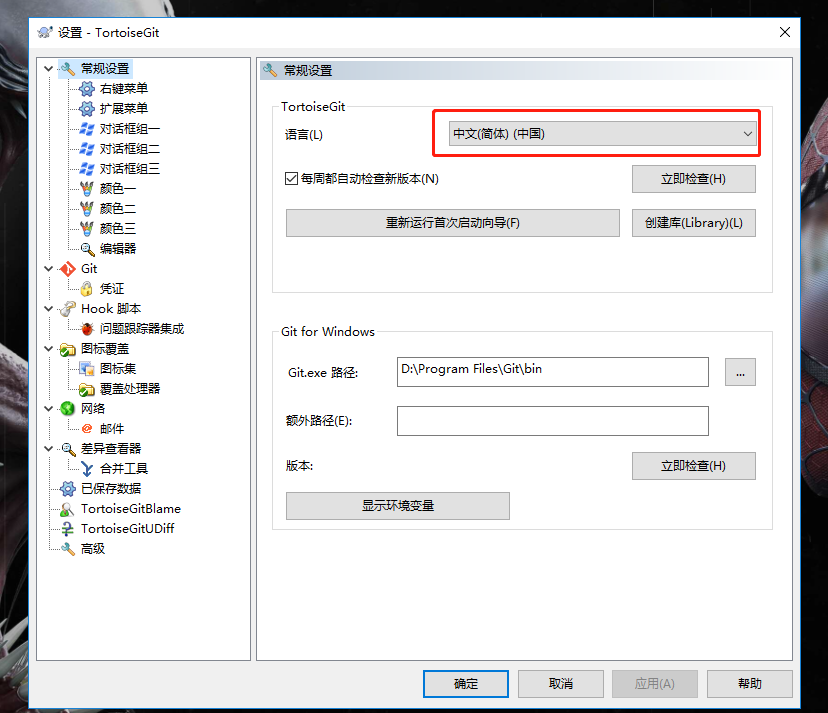 设置 - TortoiseGit
常规设置
右键菜单
扩展菜单
对话框组一
对话框组二
对话框组三
颜色一
颜色二
颜色三
编辑器
Git
凭证
Hook 脚本
问题跟踪器集成
图标覆盖
图标集
覆盖处理器
网络
邮件
差异查看器
合并工具
已保存数据
TortoiseGitBlame
TortoiseGitUDiff
高级
常规设置
TortoiseGit
语言(L) 中文(简体) (中国)
每周都自动检查新版本(N) 立即检查(H)
重新运行首次启动向导(F) 创建库(Library)(L)
Git for Windows
Git.exe 路径: D:\Program Files\Git\bin ...
额外路径(E):
版本: 立即检查(H)
显示环境变量
确定 取消 应用(A) 帮助